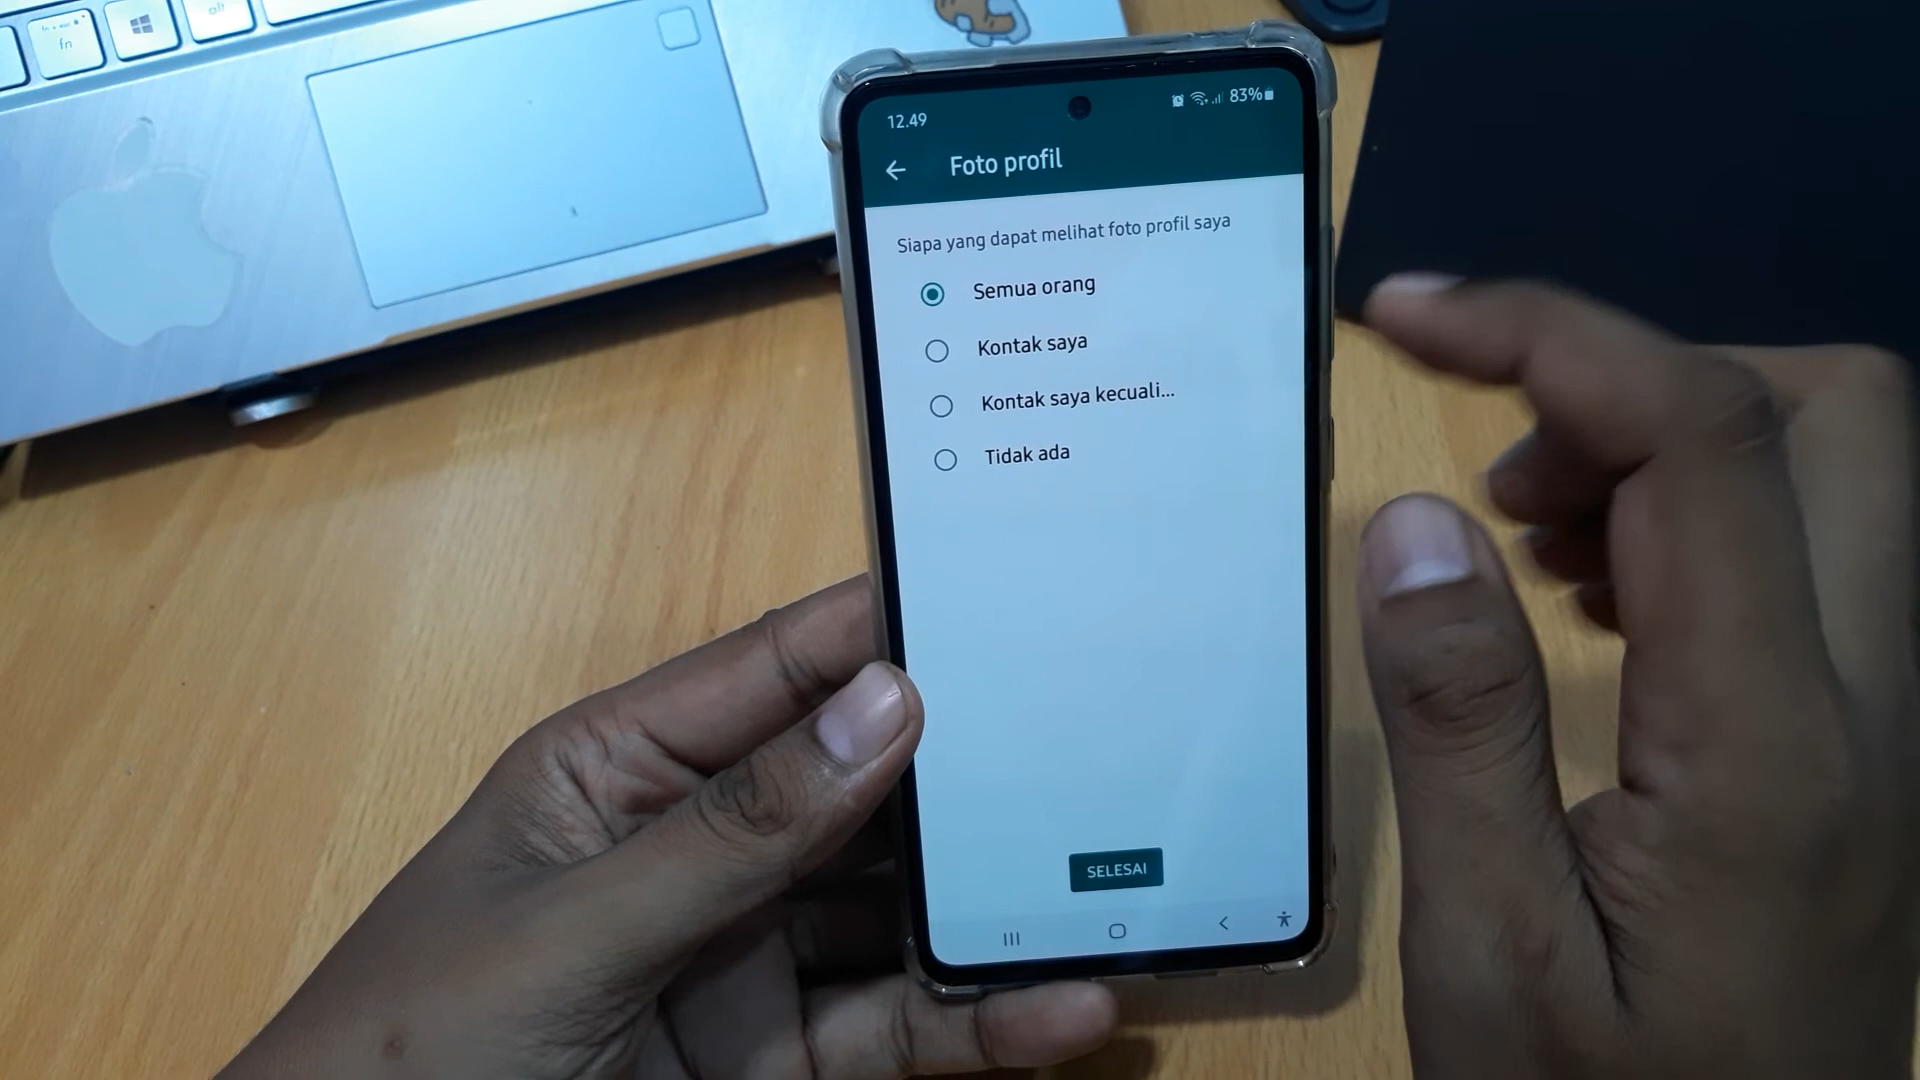 fn
alt
12.49
83%
Foto profil
Siapa yang dapat melihat foto profil saya
Semua orang
Kontak saya
Kontak saya kecuali...
Tidak ada
SELESAI